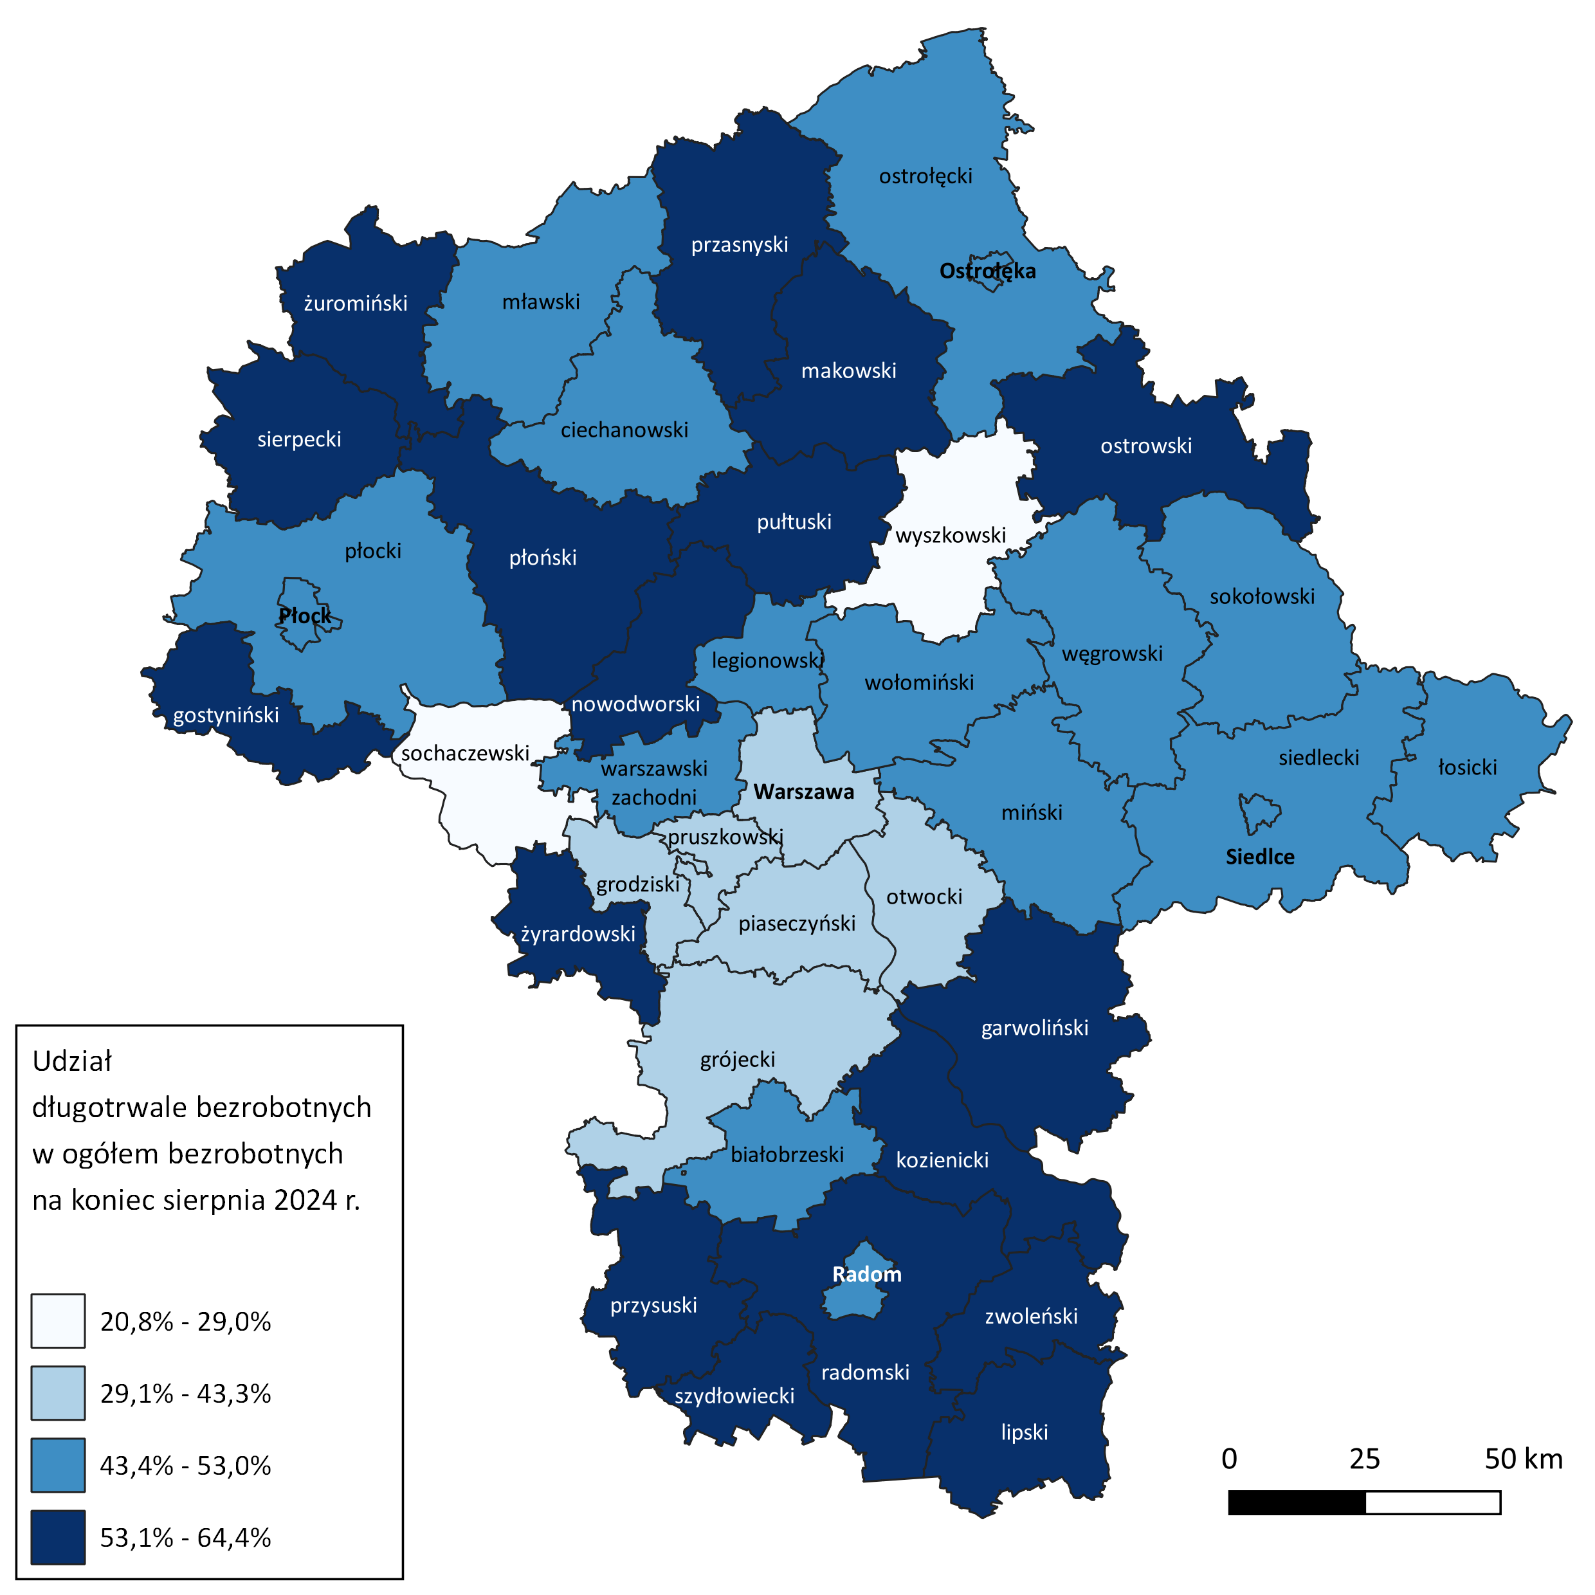 ostrołęcki
przasnyski
Ostrołęka
żuromiński
mławski
makowski
sierpecki
ciechanowski
ostrowski
pułtuski
wyszkowski
płocki
płoński
sokołowski
Płock
węgrowski
legionowski
wołomiński
nowodworski
gostyniński
sochaczewski
siedlecki
łosicki
warszawski
zachodni
Warszawa
miński
pruszkowski
Siedlce
grodziski
otwocki
piaseczyński
żyrardowski
garwoliński
grójecki
białobrzeski
kozienicki
Radom
przysuski
zwoleński
radomski
szydłowiecki
lipski
Udział
długotrwale bezrobotnych
w ogółem bezrobotnych
na koniec sierpnia 2024 r.
20,8% - 29,0%
29,1% - 43,3%
43,4% - 53,0%
53,1% - 64,4%
0 25 50 km